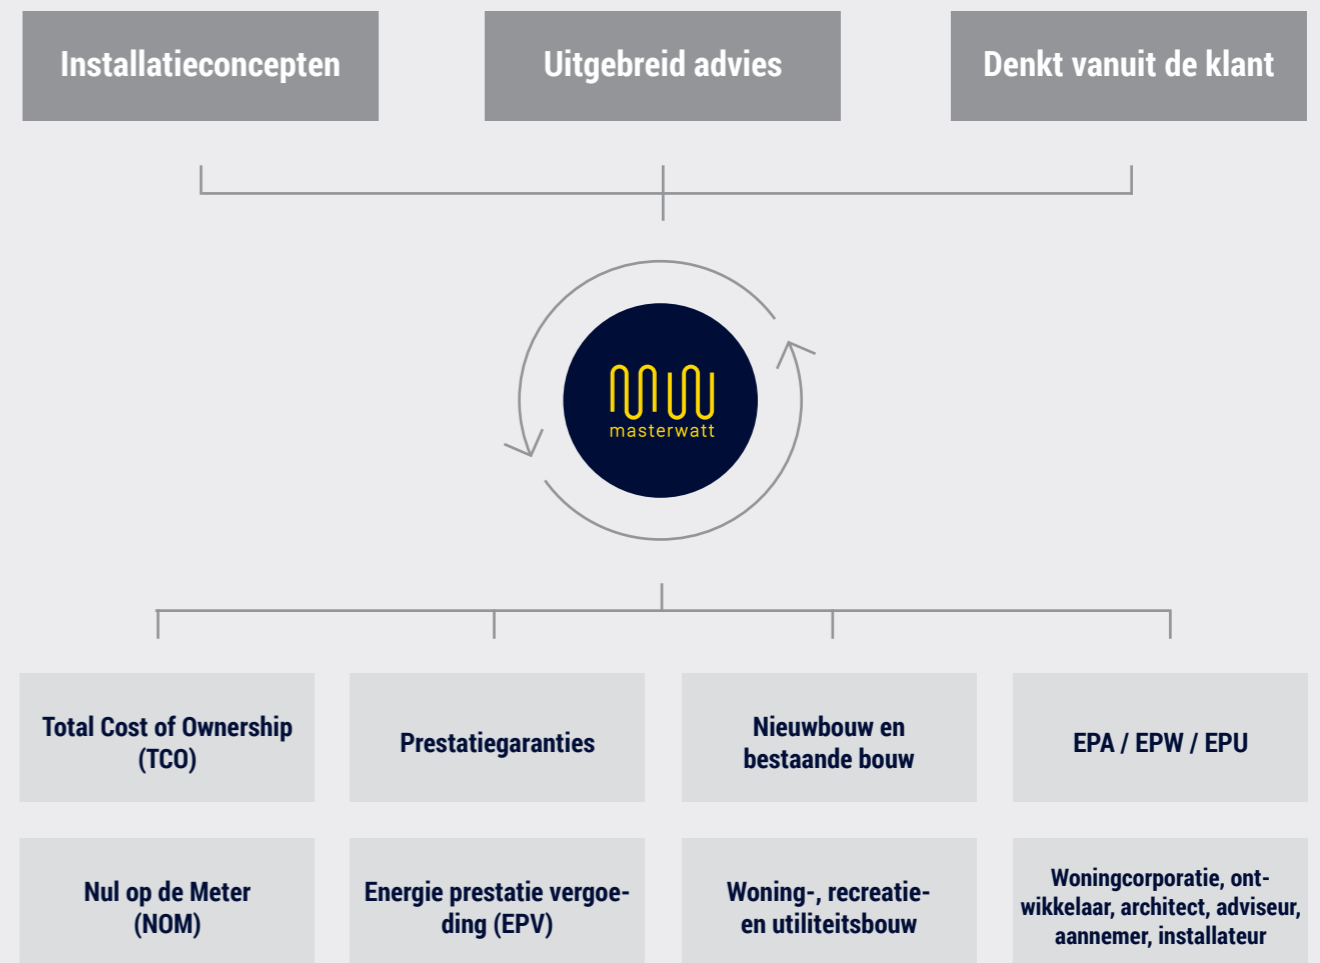 Installatieconcepten
Uitgebreid advies
Denkt vanuit de klant
masterwatt
Total Cost of Ownership
(TCO)
Prestatiegaranties
Nieuwbouw en
bestaande bouw
EPA / EPW / EPU
Nul op de Meter
(NOM)
Energie prestatie vergoe-
ding (EPV)
Woning-, recreatie-
en utiliteitsbouw
Woningcorporatie, ont-
wikkelaar, architect, adviseur,
aannemer, installateur